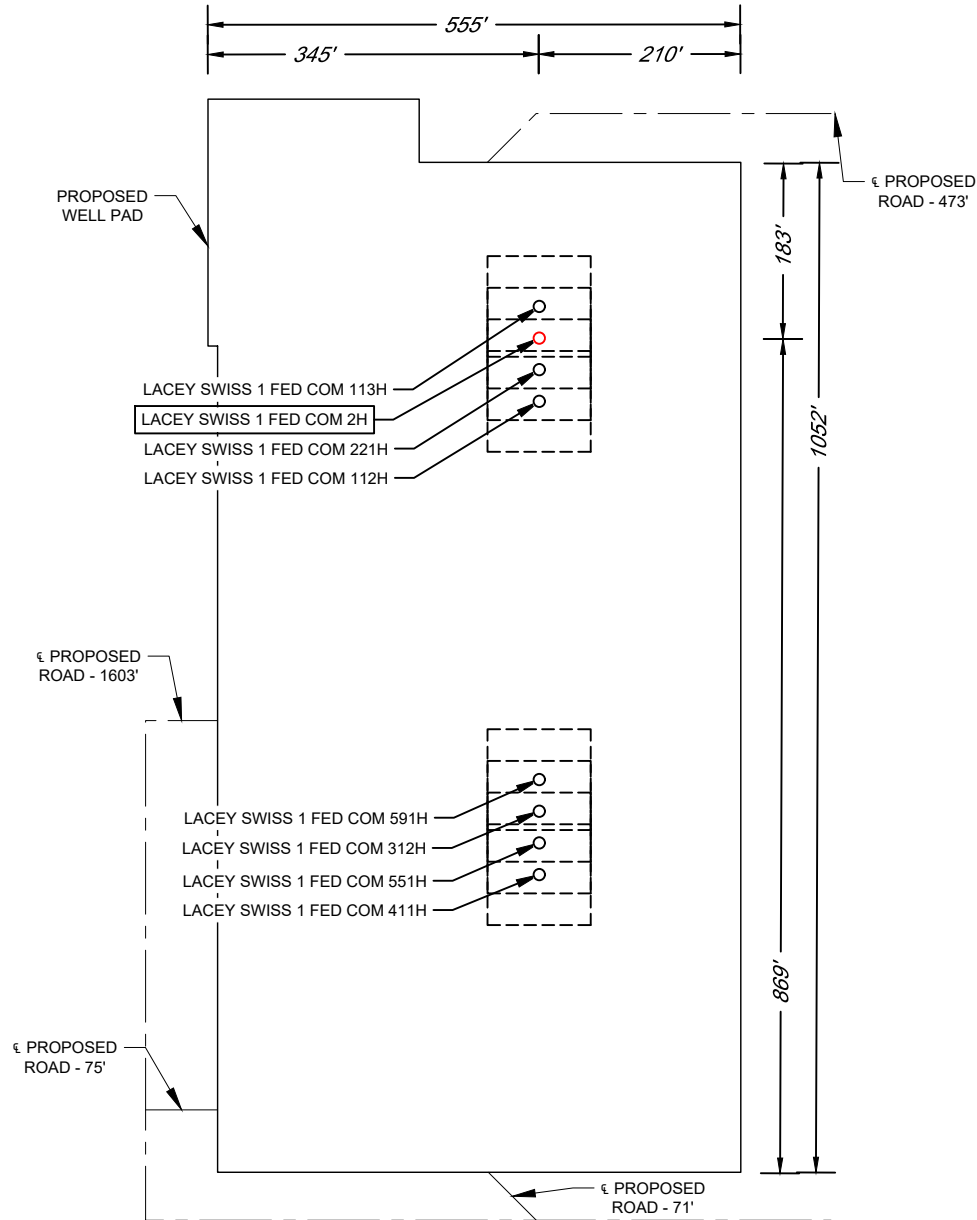 555'
345'
210'
PROPOSED
WELL PAD
℄ PROPOSED
ROAD - 473'
183'
1052'
LACEY SWISS 1 FED COM 113H
LACEY SWISS 1 FED COM 2H
LACEY SWISS 1 FED COM 221H
LACEY SWISS 1 FED COM 112H
℄ PROPOSED
ROAD - 1603'
LACEY SWISS 1 FED COM 591H
LACEY SWISS 1 FED COM 312H
LACEY SWISS 1 FED COM 551H
LACEY SWISS 1 FED COM 411H
869'
℄ PROPOSED
ROAD - 75'
℄ PROPOSED
ROAD - 71'